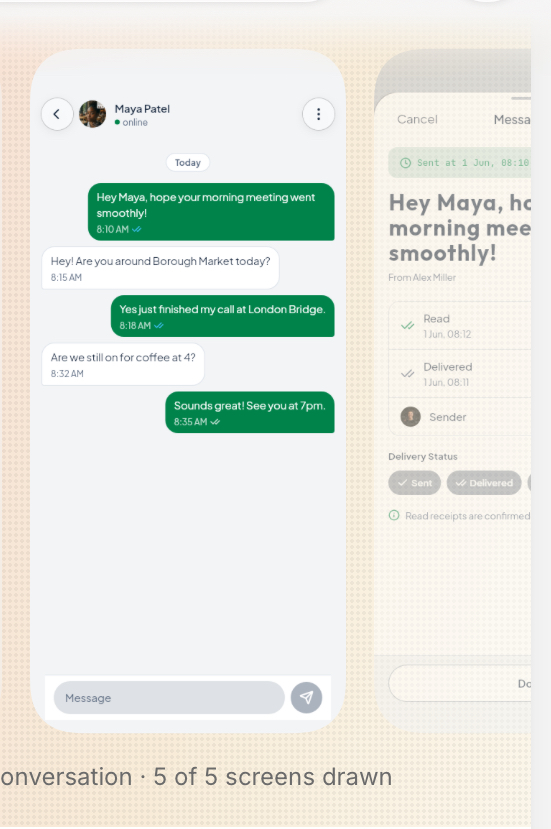 Maya Patel
online
Today
Hey Maya, hope your morning meeting went
smoothly!
8:10 AM
Hey! Are you around Borough Market today?
8:15 AM
Yes just finished my call at London Bridge.
8:18 AM
Are we still on for coffee at 4?
8:32 AM
Sounds great! See you at 7pm.
8:35 AM
Message
Cancel
Sent at 1 Jun, 08:10
Hey Maya,
morning
smoothly!
From Alex Miller
Read
1 Jun, 08:12
Delivered
1 Jun, 08:11
Sender
Delivery Status
Sent
Delivered
Read receipts are confirmed
· 5 of 5 screens drawn